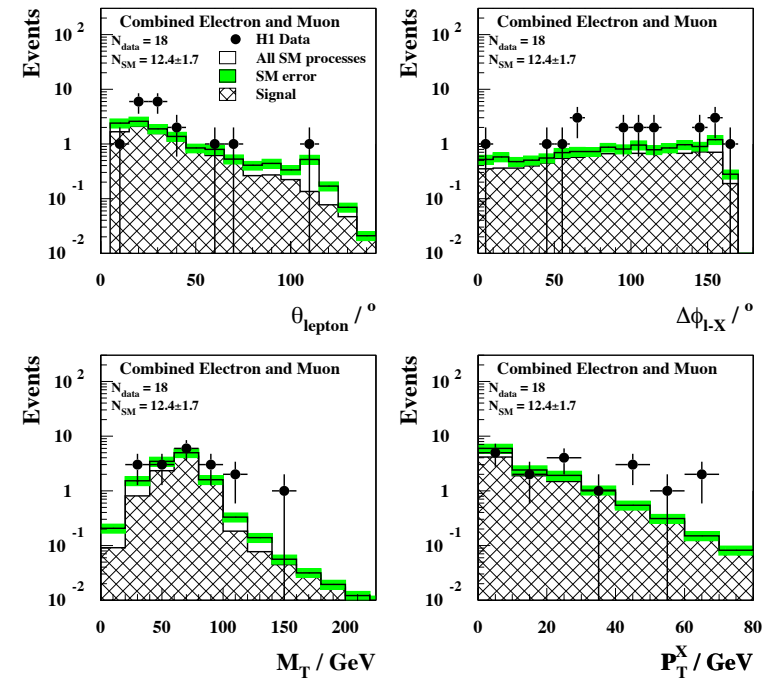 Combined Electron and Muon
N_data = 18
N_SM = 12.4±1.7
H1 Data
All SM processes
SM error
Signal
Events
10 2
10
1
10 -1
10 -2
0 50 100
θ_lepton / °
Combined Electron and Muon
N_data = 18
N_SM = 12.4±1.7
Events
10 2
10
1
10 -1
10 -2
0 50 100 150
Δϕ_l-X / °
Combined Electron and Muon
N_data = 18
N_SM = 12.4±1.7
Events
10 2
10
1
10 -1
10 -2
0 50 100 150 200
M_T / GeV
Combined Electron and Muon
N_data = 18
N_SM = 12.4±1.7
Events
10 2
10
1
10 -1
10 -2
0 20 40 60 80
P_T^X / GeV